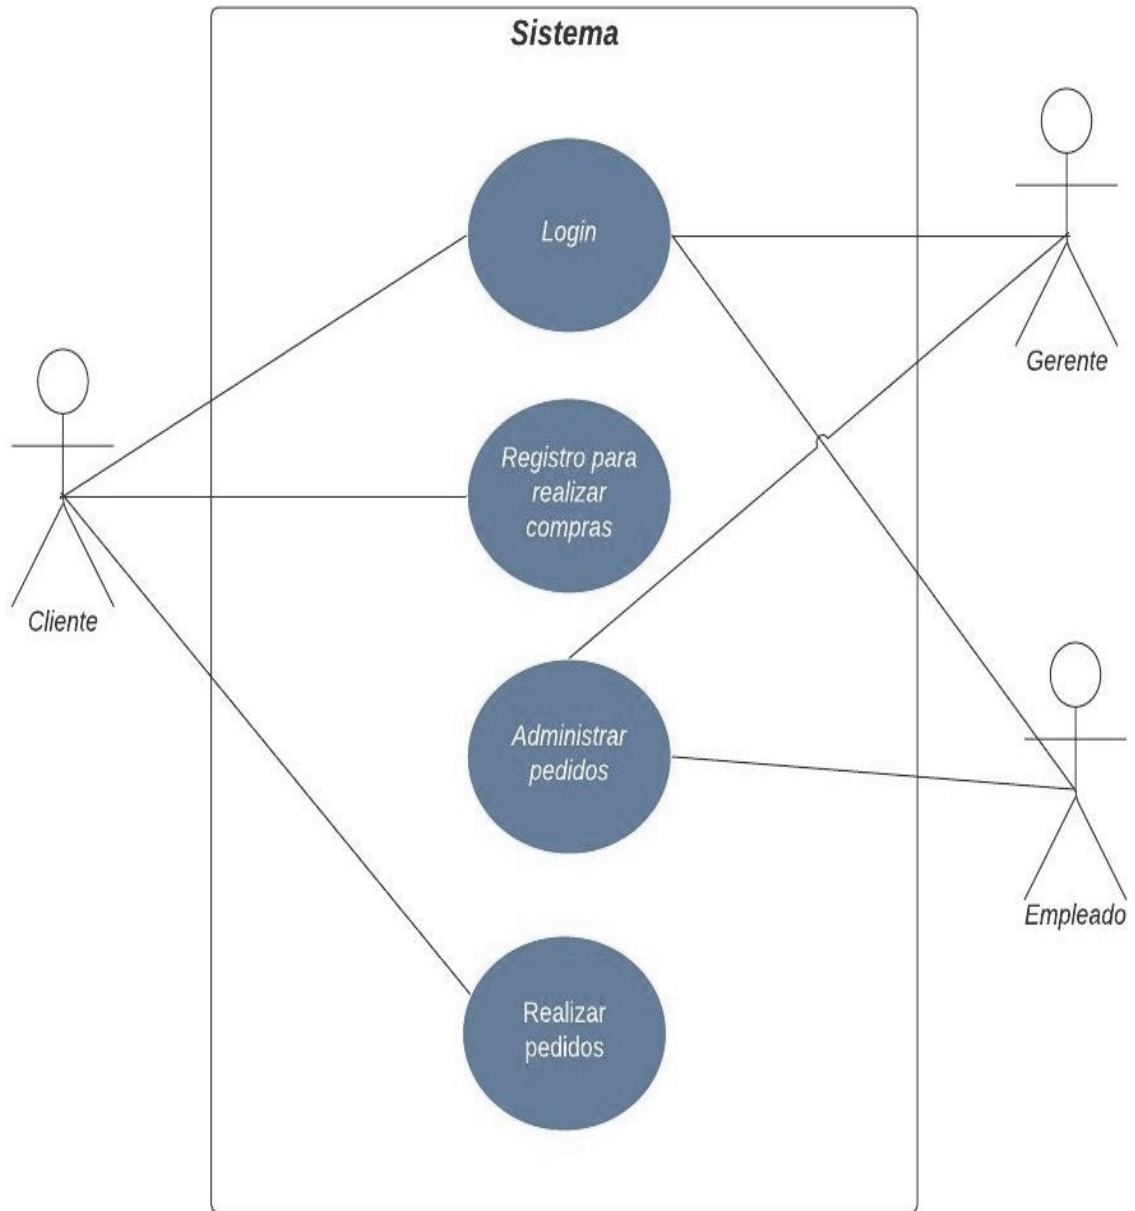 Sistema
Login
Gerente
Registro para
realizar
compras
Cliente
Administrar
pedidos
Empleado
Realizar
pedidos